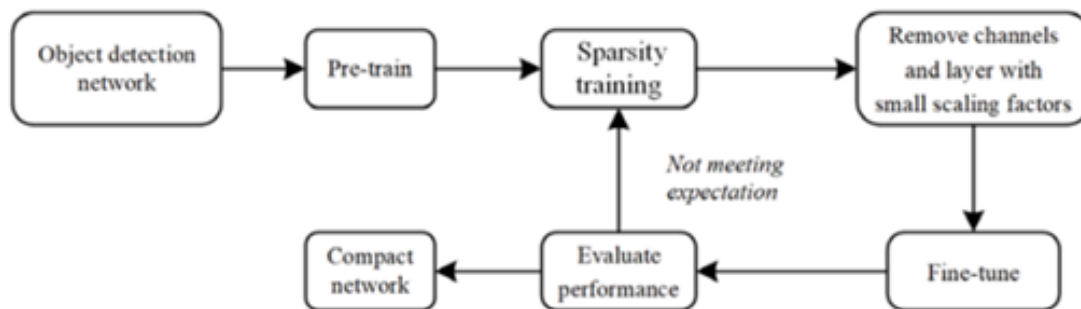 Object detection
network
Pre-train
Sparsity
training
Remove channels
and layer with
small scaling factors
Not meeting
expectation
Compact
network
Evaluate
performance
Fine-tune